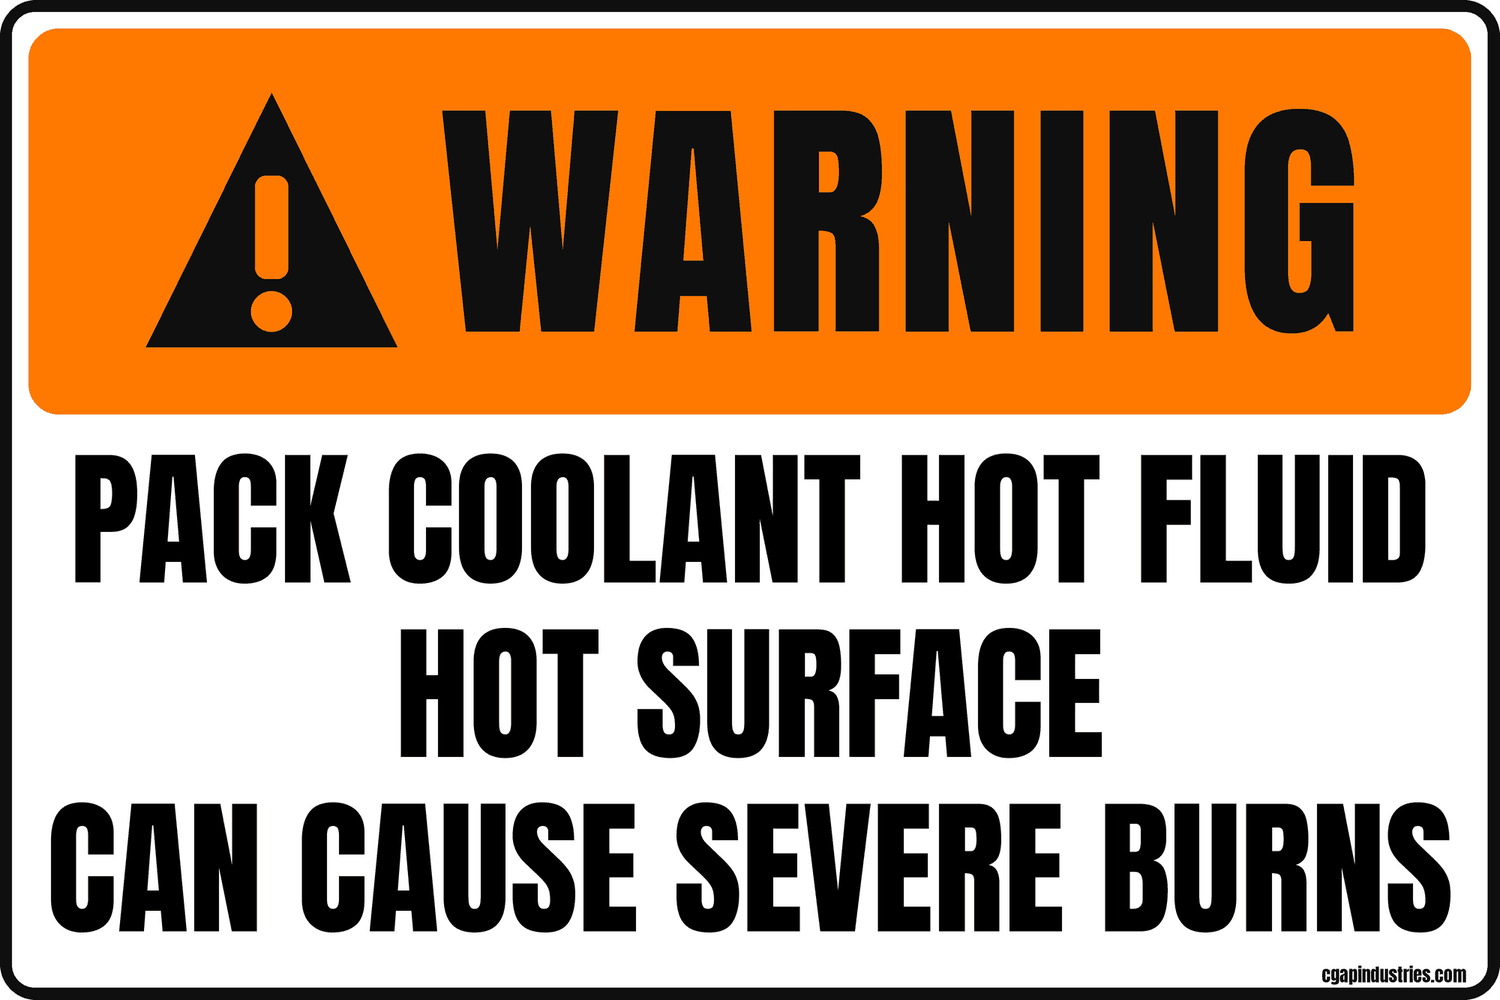 WARNING
PACK COOLANT HOT FLUID
HOT SURFACE
CAN CAUSE SEVERE BURNS
cgapindustries.com